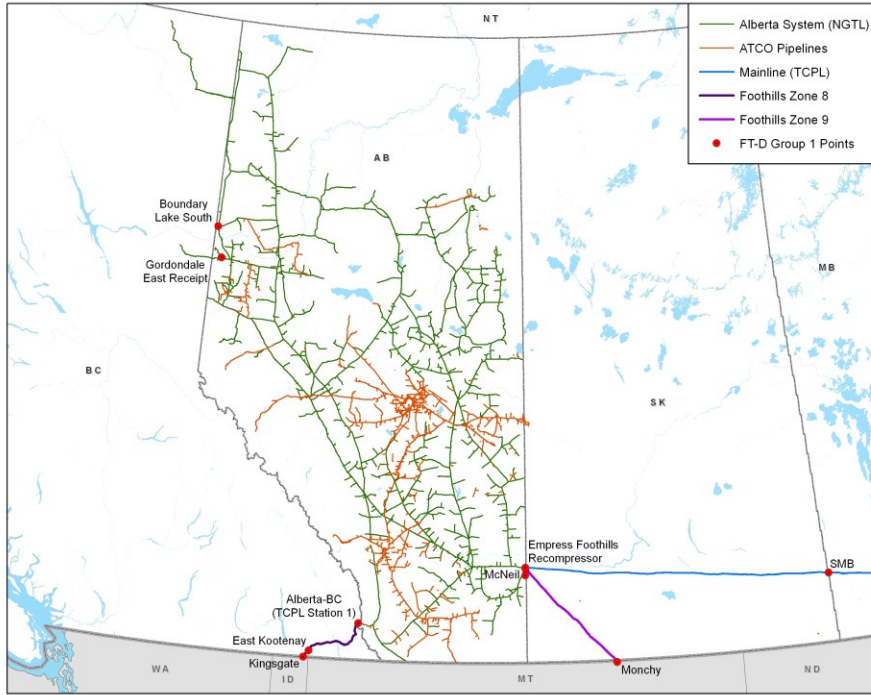 NT
Alberta System (NGTL)
ATCO Pipelines
Mainline (TCPL)
Foothills Zone 8
Foothills Zone 9
FT-D Group 1 Points
AB
Boundary
Lake South
Gordondale
East Receipt
MB
BC
SK
Empress Foothills
Recompressor
McNeil
SMB
Alberta-BC
(TCPL Station 1)
East Kootenay
Kingsgate
Monchy
WA
ID
MT
ND